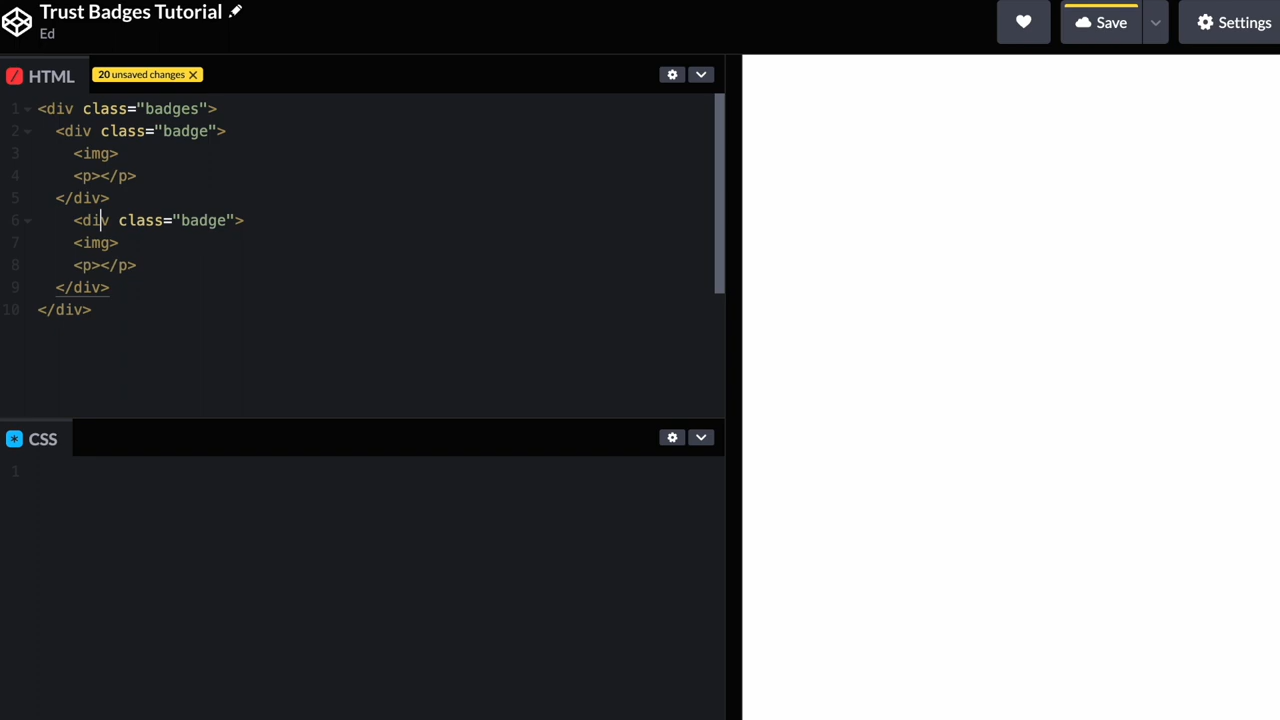 Trust Badges Tutorial
Ed
Save
Settings
/ HTML
20 unsaved changes X
1 <div class="badges">
2   <div class="badge">
3     <img>
4     <p></p>
5   </div>
6     <div class="badge">
7     <img>
8     <p></p>
9   </div>
10 </div>
* CSS
1